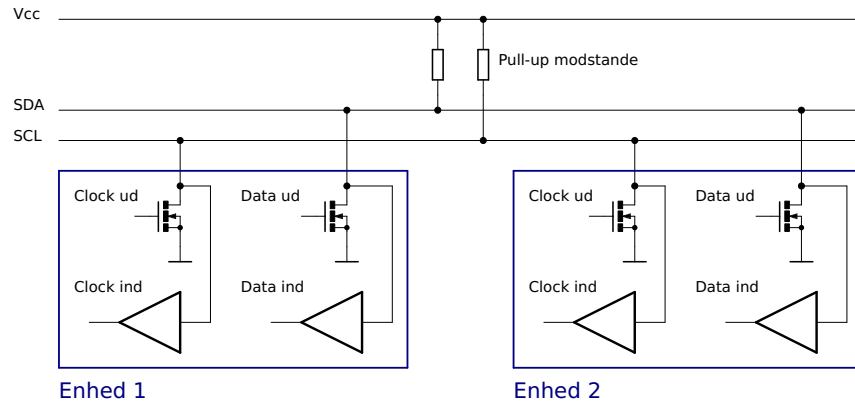 Vcc
Pull-up modstande
SDA
SCL
Clock ud
Data ud
Clock ud
Data ud
Clock ind
Data ind
Clock ind
Data ind
Enhed 1
Enhed 2